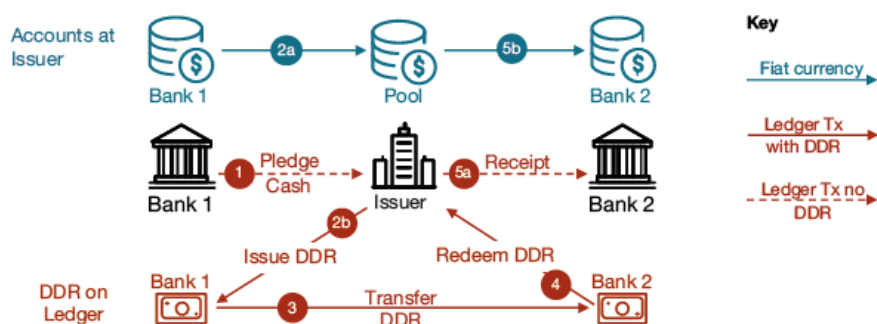 Accounts at
Issuer
2a
5b
Bank 1
Pool
Bank 2
$
$
$
Key
Fiat currency
Ledger Tx
with DDR
Ledger Tx no
DDR
1
Pledge
Cash
5a
Receipt
Bank 1
Issuer
Bank 2
2b
Issue DDR
Redeem DDR
4
Bank 1
Bank 2
DDR on
Ledger
3
Transfer
DDR